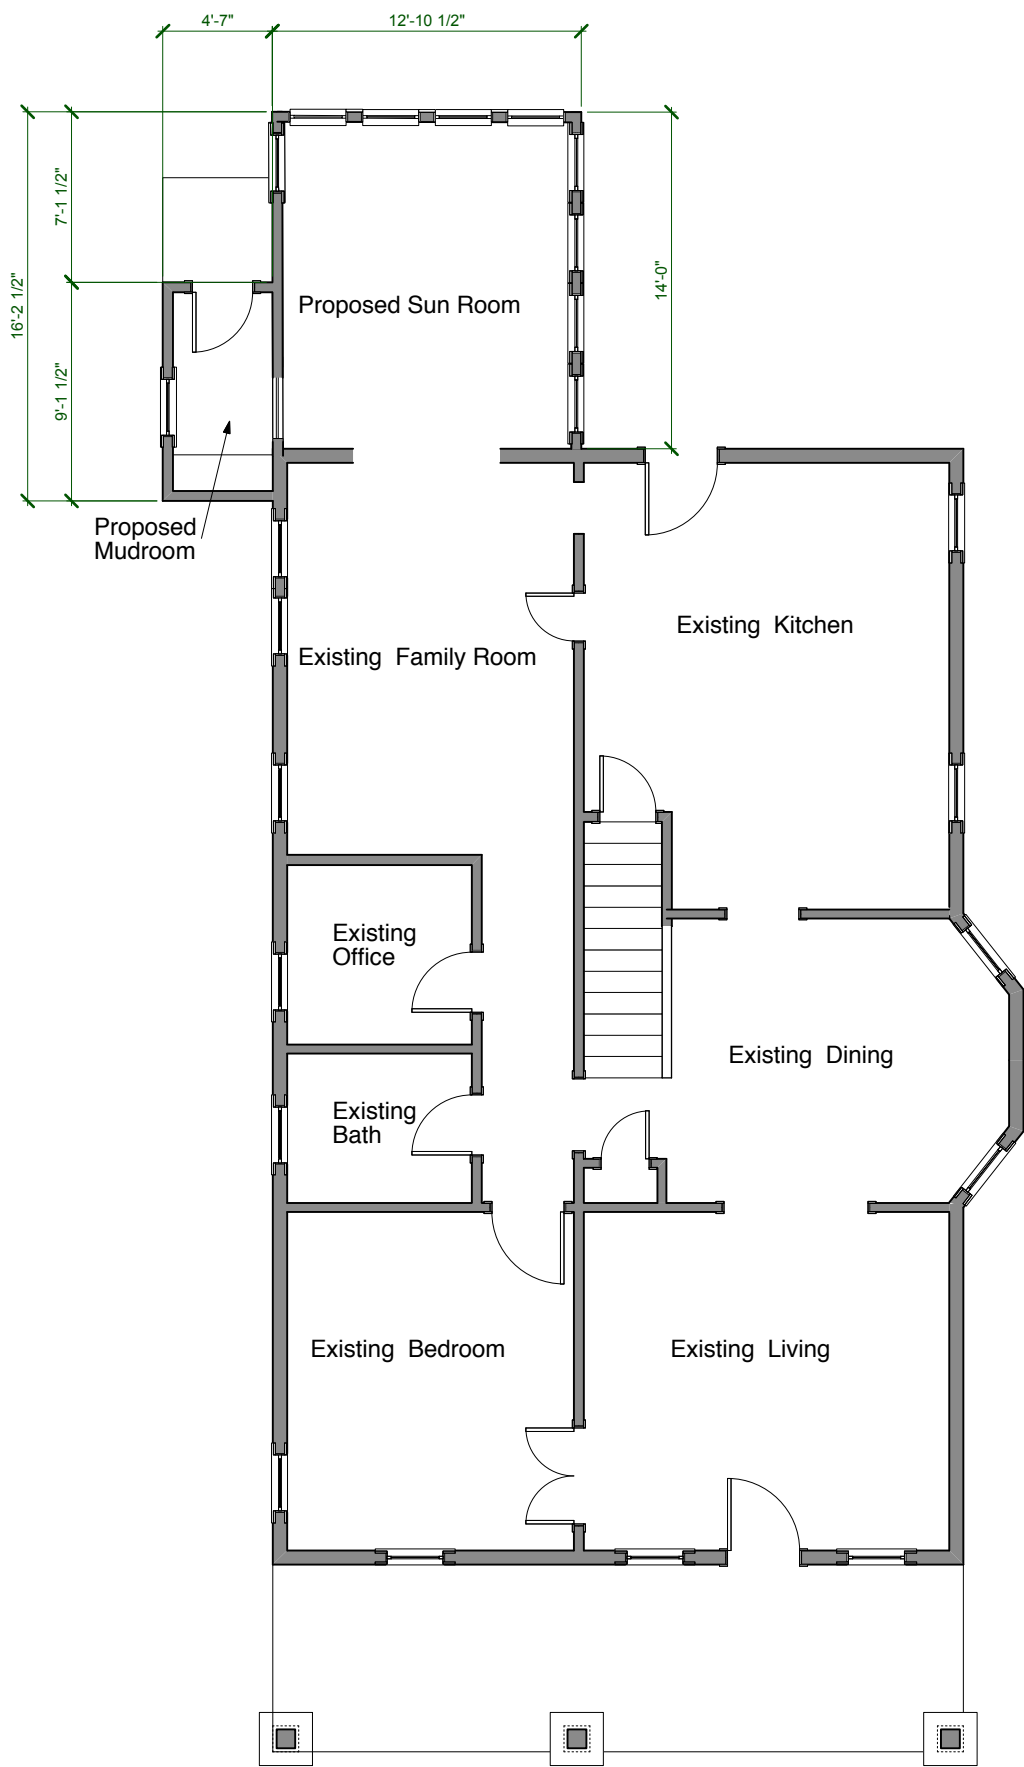 4'-7"
12'-10 1/2"
7'-1 1/2"
16'-2 1/2"
14'-0"
9'-1 1/2"
Proposed Sun Room
Proposed
Mudroom
Existing Kitchen
Existing Family Room
Existing
Office
Existing Dining
Existing
Bath
Existing Bedroom
Existing Living